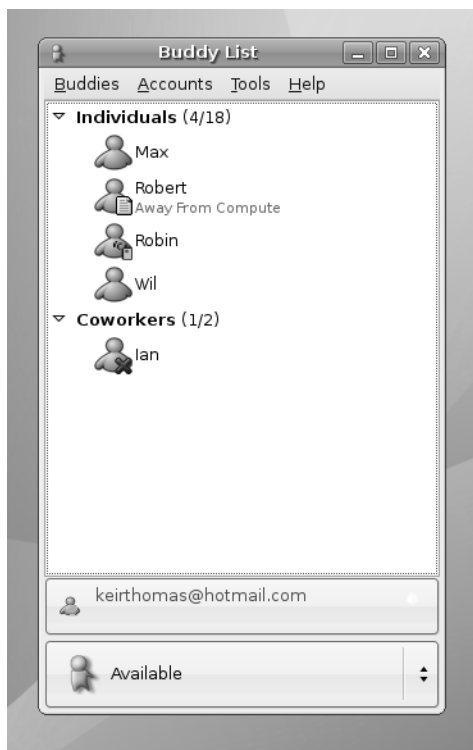 Buddy List
Buddies Accounts Tools Help
Individuals (4/18)
Max
Robert
Away From Compute
Robin
Wil
Coworkers (1/2)
Ian
keirthomas@hotmail.com
Available